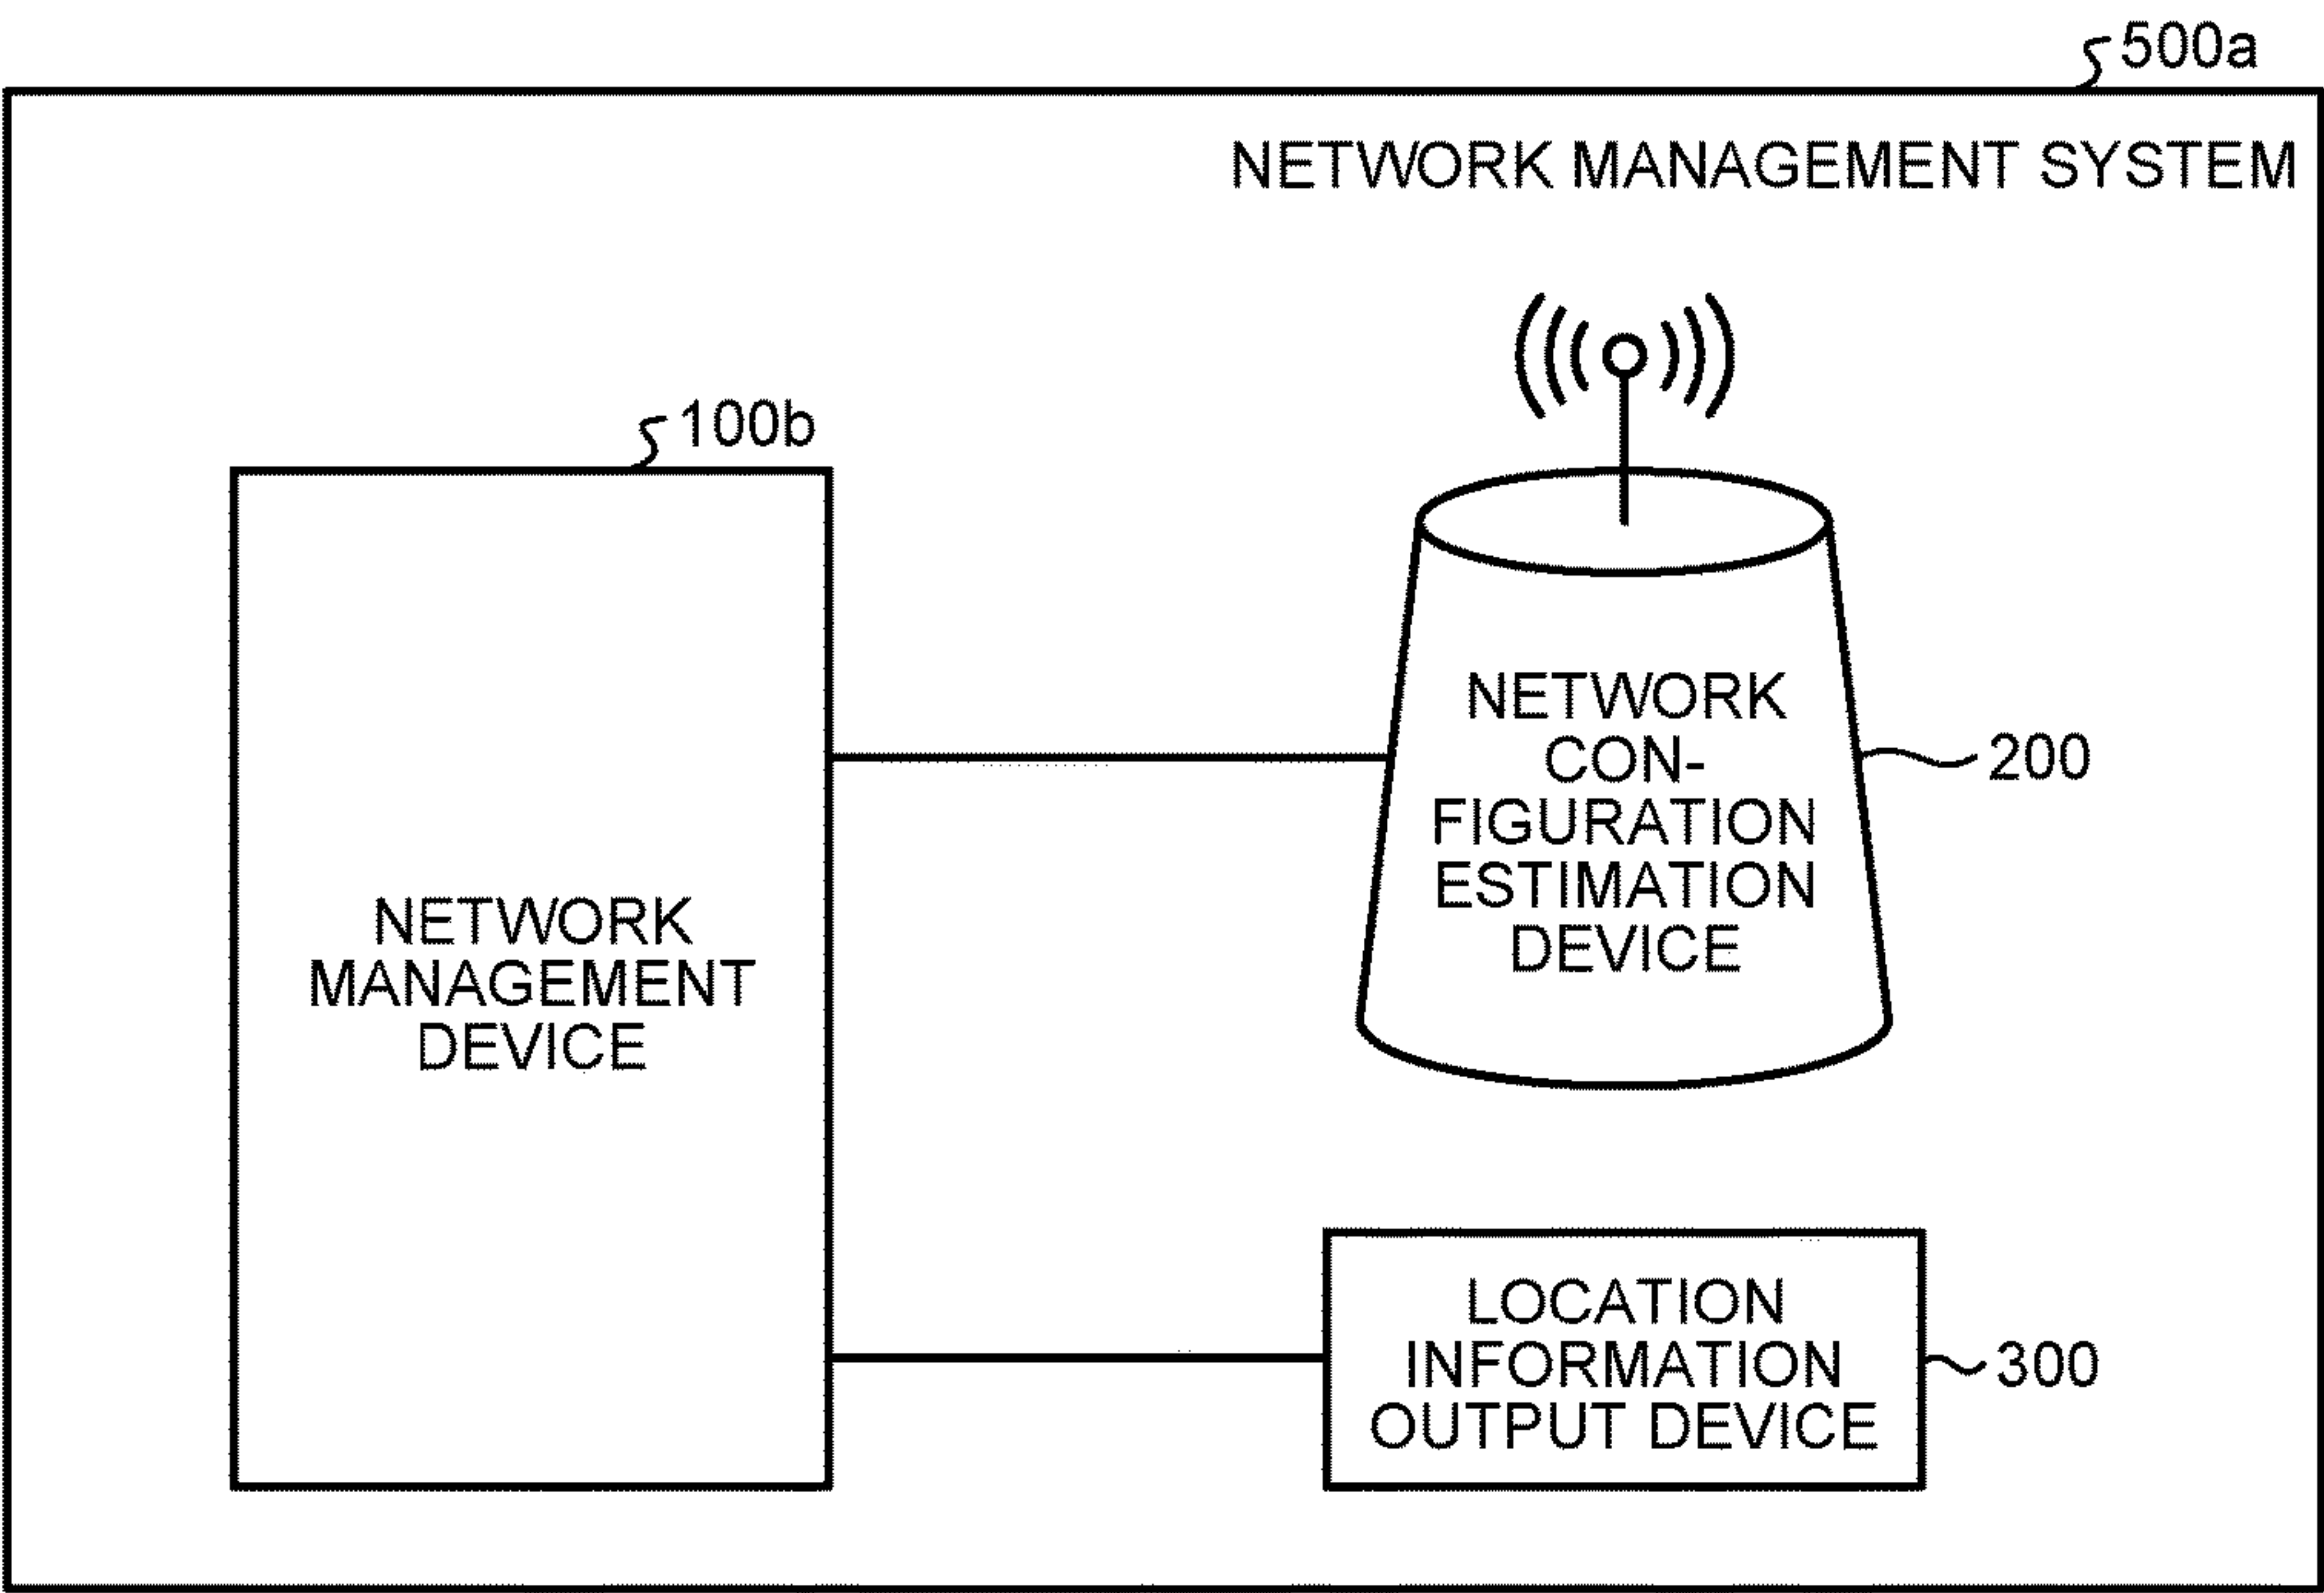 500a
NETWORK MANAGEMENT SYSTEM
100b
NETWORK
MANAGEMENT
DEVICE
NETWORK
CON-
FIGURATION
ESTIMATION
DEVICE
200
LOCATION
INFORMATION
OUTPUT DEVICE
300